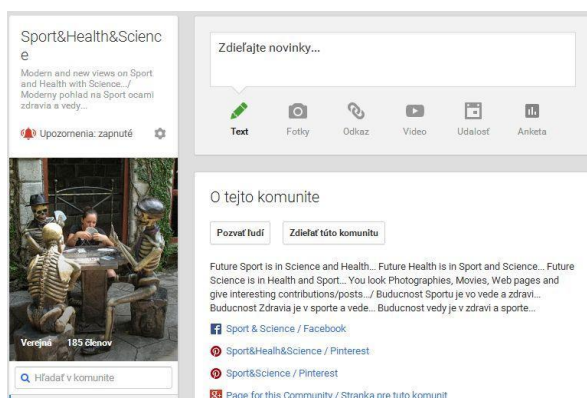 Sport&Health&Scienc
e
Modern and new views on Sport
and Health with Science.../
Moderny pohlad na Sport ocami
zdravia a vedy...
Upozornenia: zapnuté
Verejná 185 členov
Hľadať v komunite
Zdieľajte novinky...
Text Fotky Odkaz Video Udalosť Anketa
O tejto komunite
Pozvať ľudí Zdieľať túto komunitu
Future Sport is in Science and Health... Future Health is in Sport and Science... Future
Science is in Health and Sport... You look Photographies, Movies, Web pages and
give interesting contributions/posts.../ Buducnost Sportu je vo vede a zdravi...
Buducnost Zdravia je v sporte a vede... Buducnost vedy je v zdravi a sporte...
Sport & Science / Facebook
Sport&Healh&Science / Pinterest
Sport&Science / Pinterest
Page for this Community / Stranka pre tuto komunit